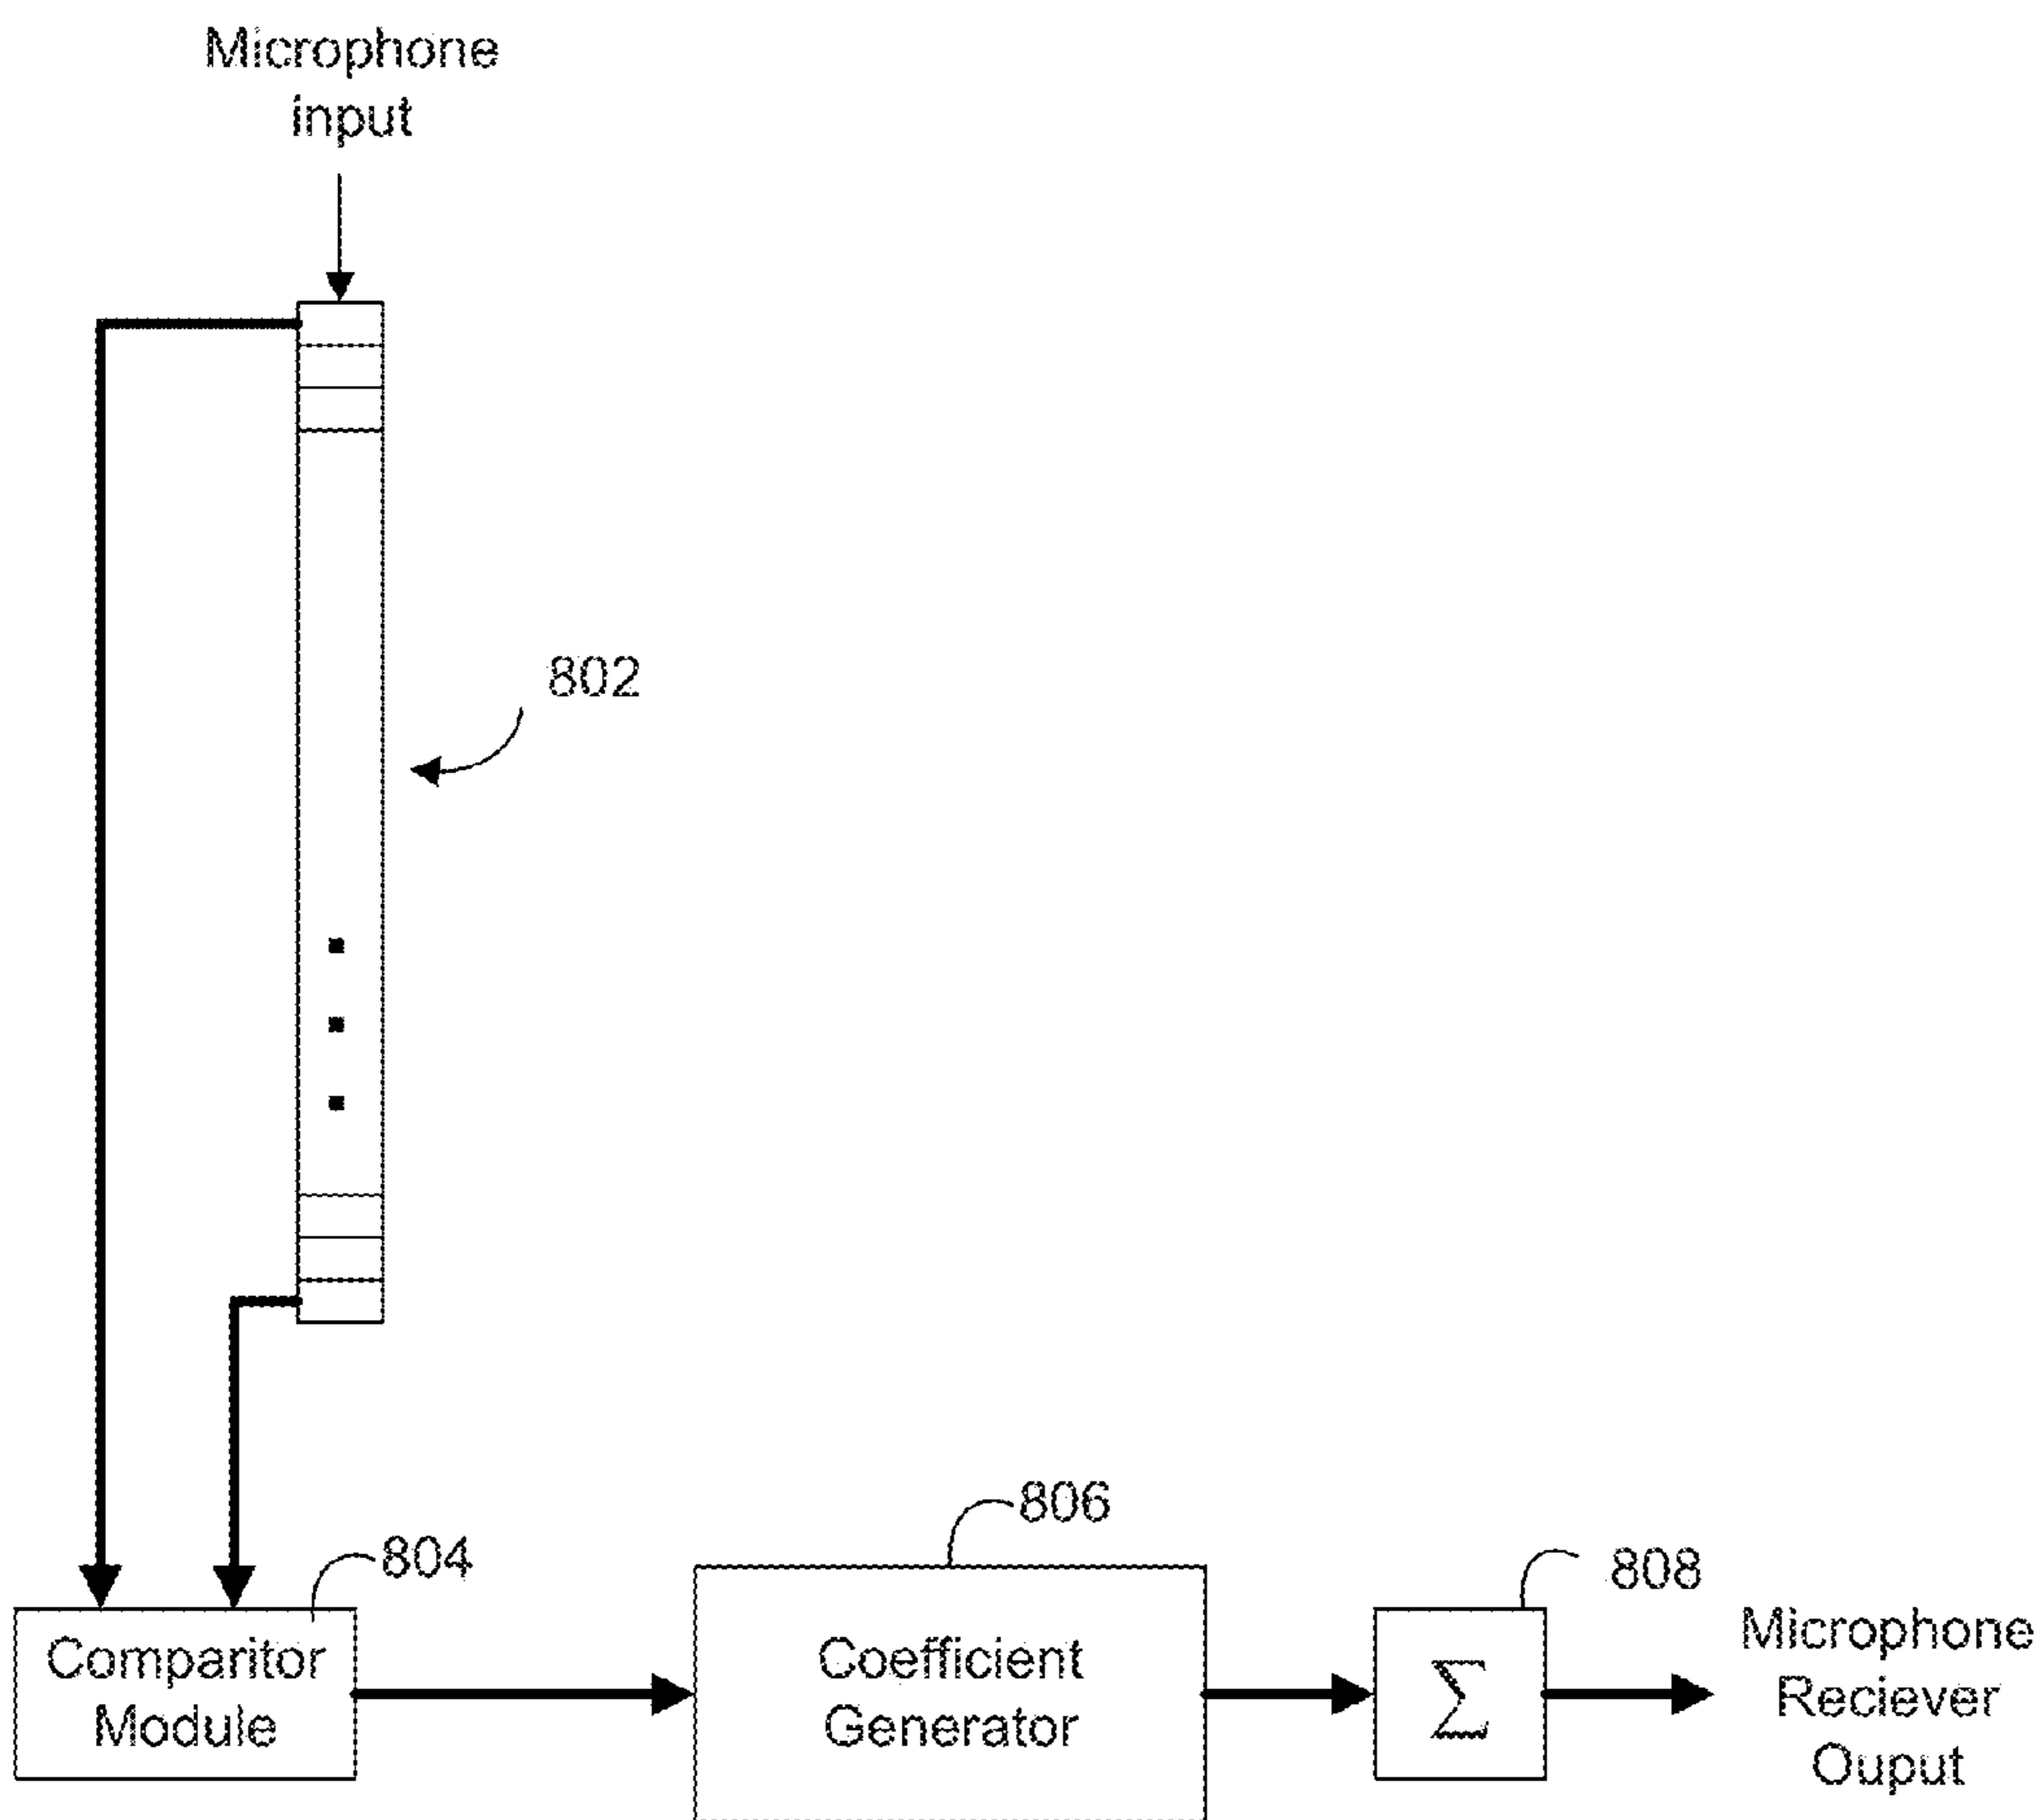 Microphone
input
802
804
806
808
Comparitor
Module
Coefficient
Generator
Σ
Microphone
Reciever
Ouput